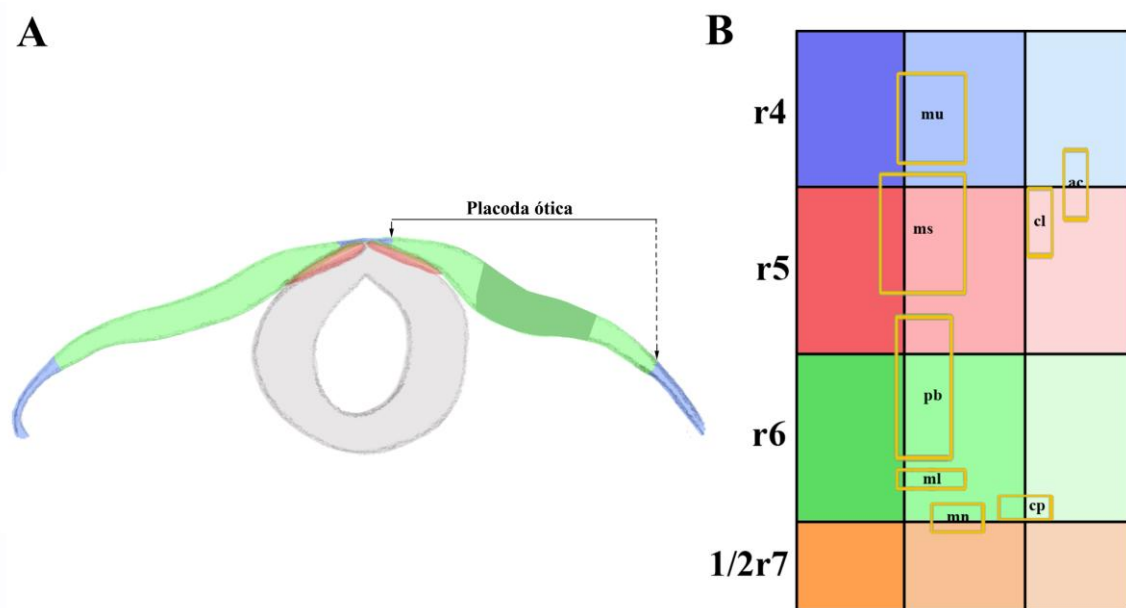 A
Placoda ótica
B
r4
mu
ac
r5
ms
cl
r6
pb
ml
mn
cp
1/2r7